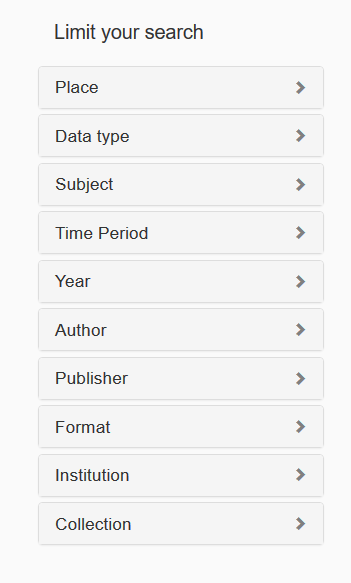 Limit your search
Place
Data type
Subject
Time Period
Year
Author
Publisher
Format
Institution
Collection